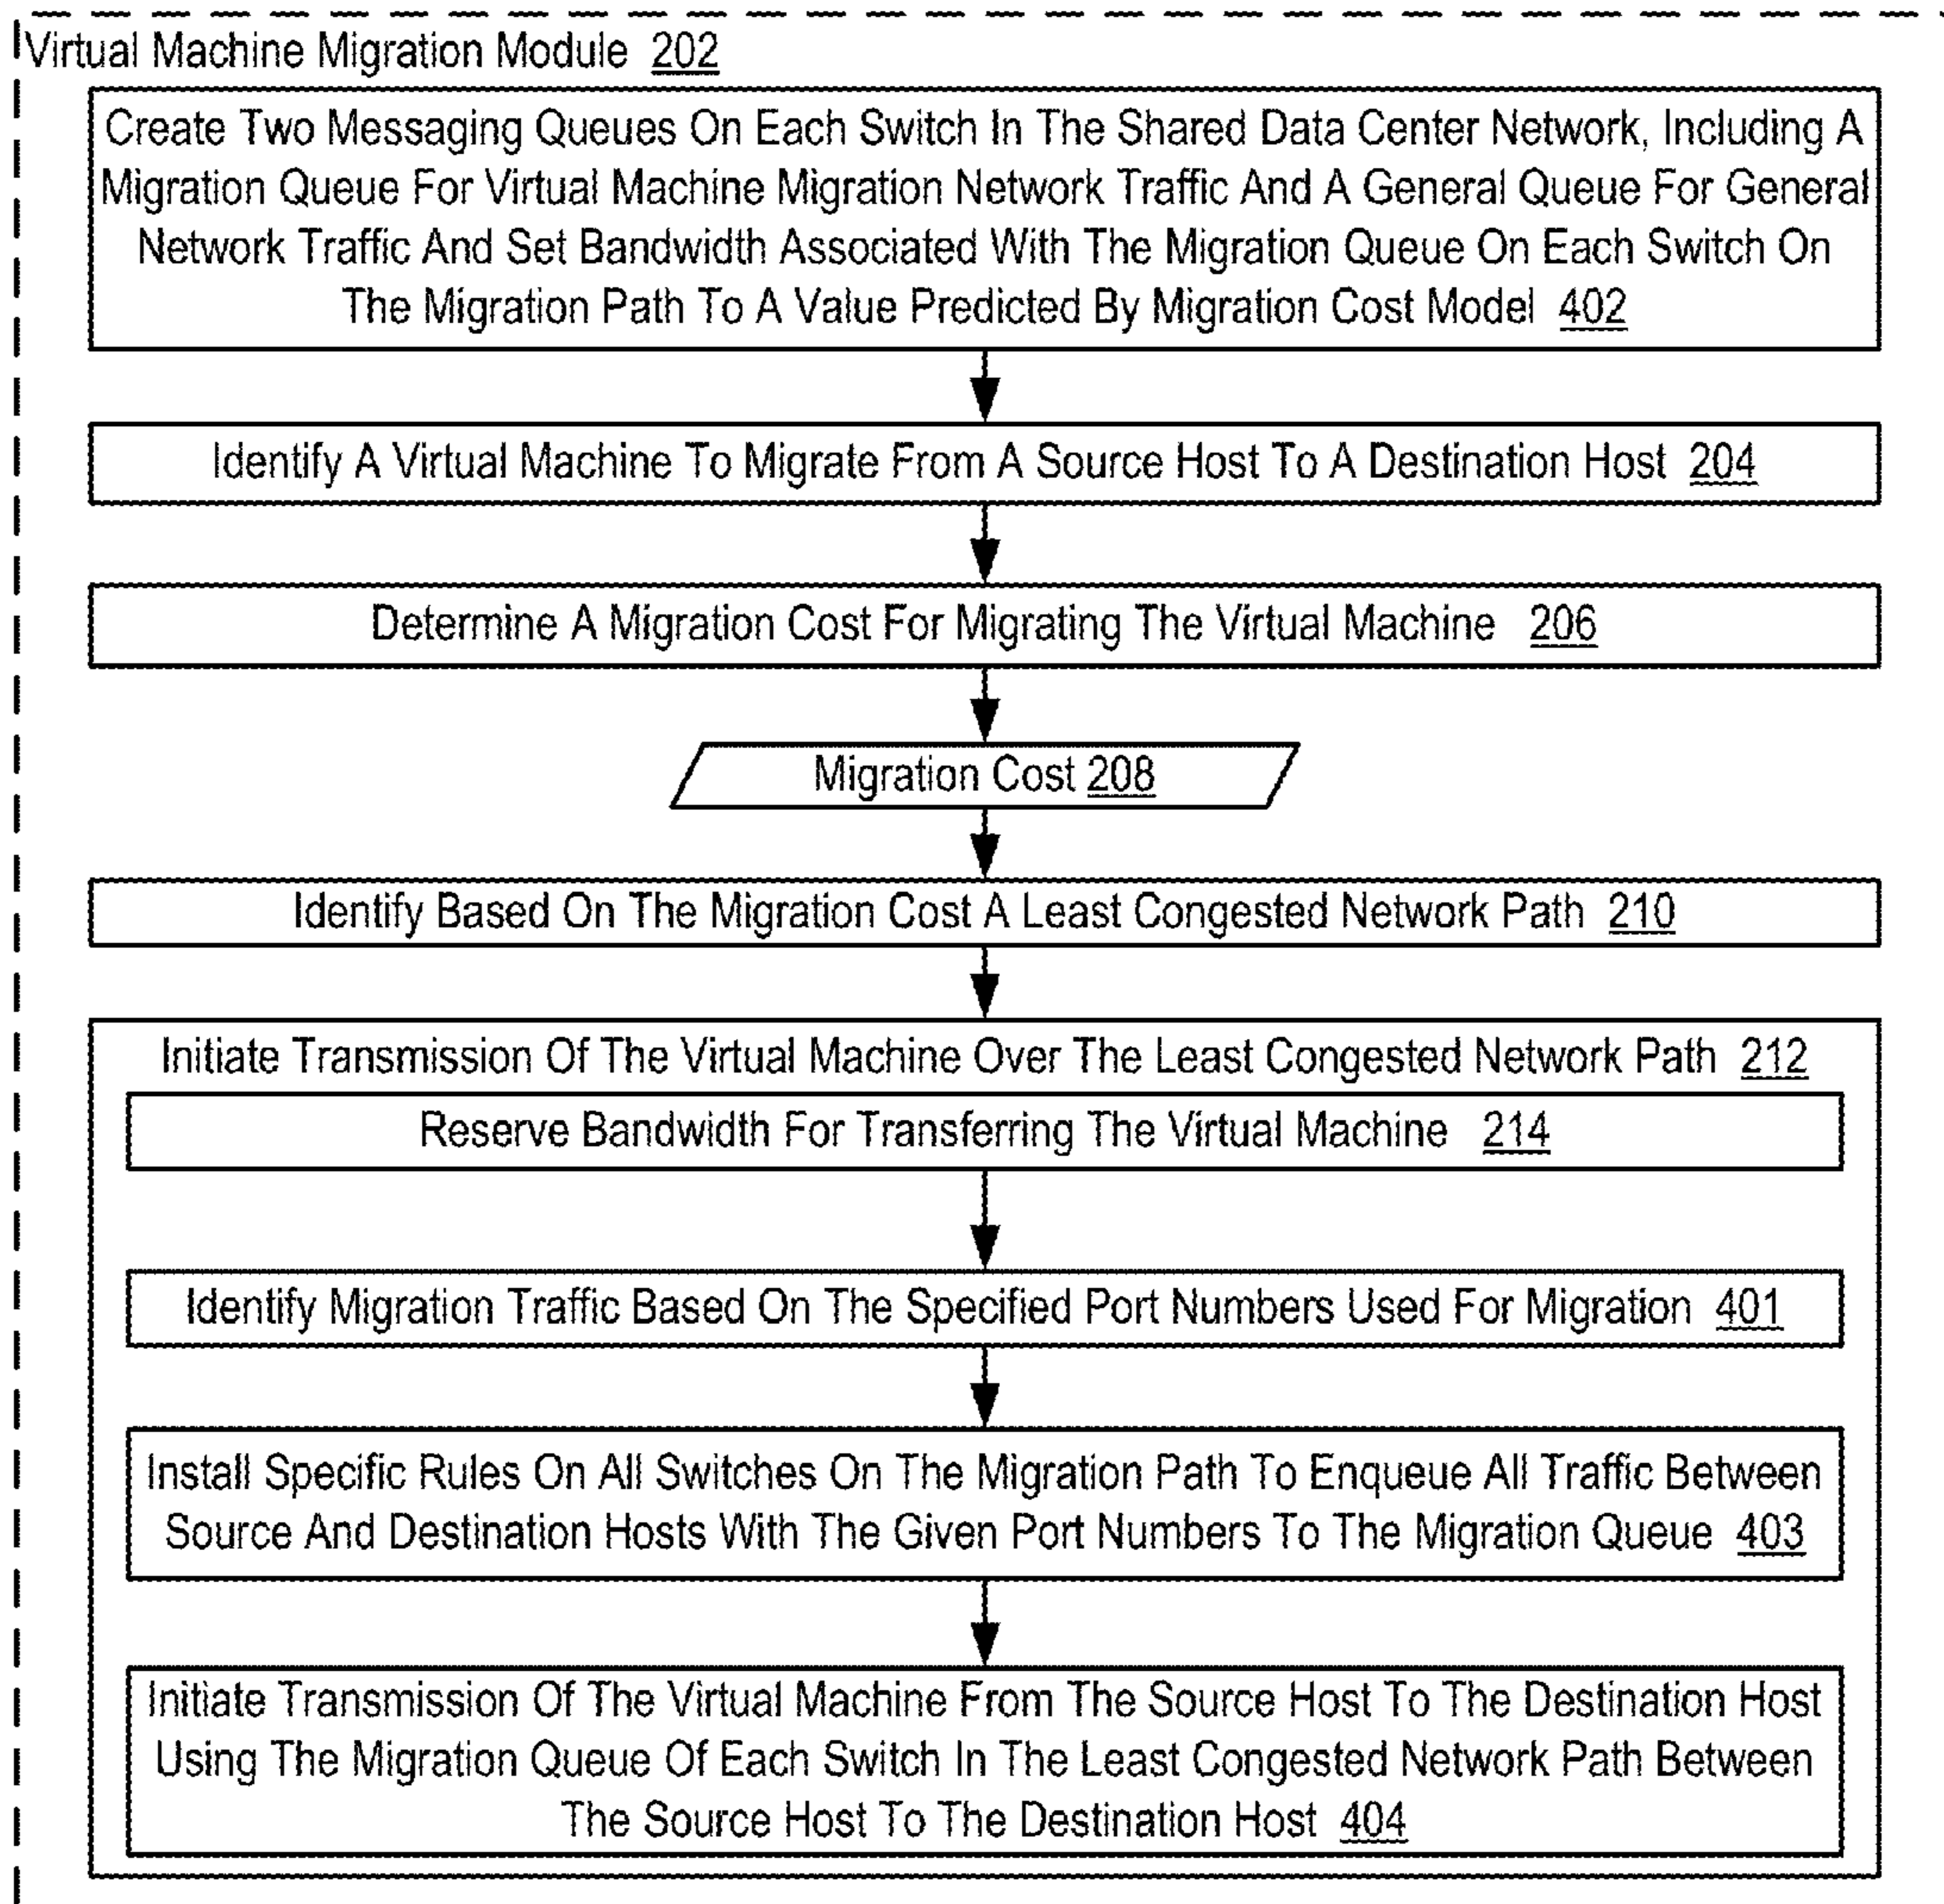 Virtual Machine Migration Module 202
Create Two Messaging Queues On Each Switch In The Shared Data Center Network, Including A
Migration Queue For Virtual Machine Migration Network Traffic And A General Queue For General
Network Traffic And Set Bandwidth Associated With The Migration Queue On Each Switch On
The Migration Path To A Value Predicted By Migration Cost Model 402
Identify A Virtual Machine To Migrate From A Source Host To A Destination Host 204
Determine A Migration Cost For Migrating The Virtual Machine 206
Migration Cost 208
Identify Based On The Migration Cost A Least Congested Network Path 210
Initiate Transmission Of The Virtual Machine Over The Least Congested Network Path 212
Reserve Bandwidth For Transferring The Virtual Machine 214
Identify Migration Traffic Based On The Specified Port Numbers Used For Migration 401
Install Specific Rules On All Switches On The Migration Path To Enqueue All Traffic Between
Source And Destination Hosts With The Given Port Numbers To The Migration Queue 403
Initiate Transmission Of The Virtual Machine From The Source Host To The Destination Host
Using The Migration Queue Of Each Switch In The Least Congested Network Path Between
The Source Host To The Destination Host 404